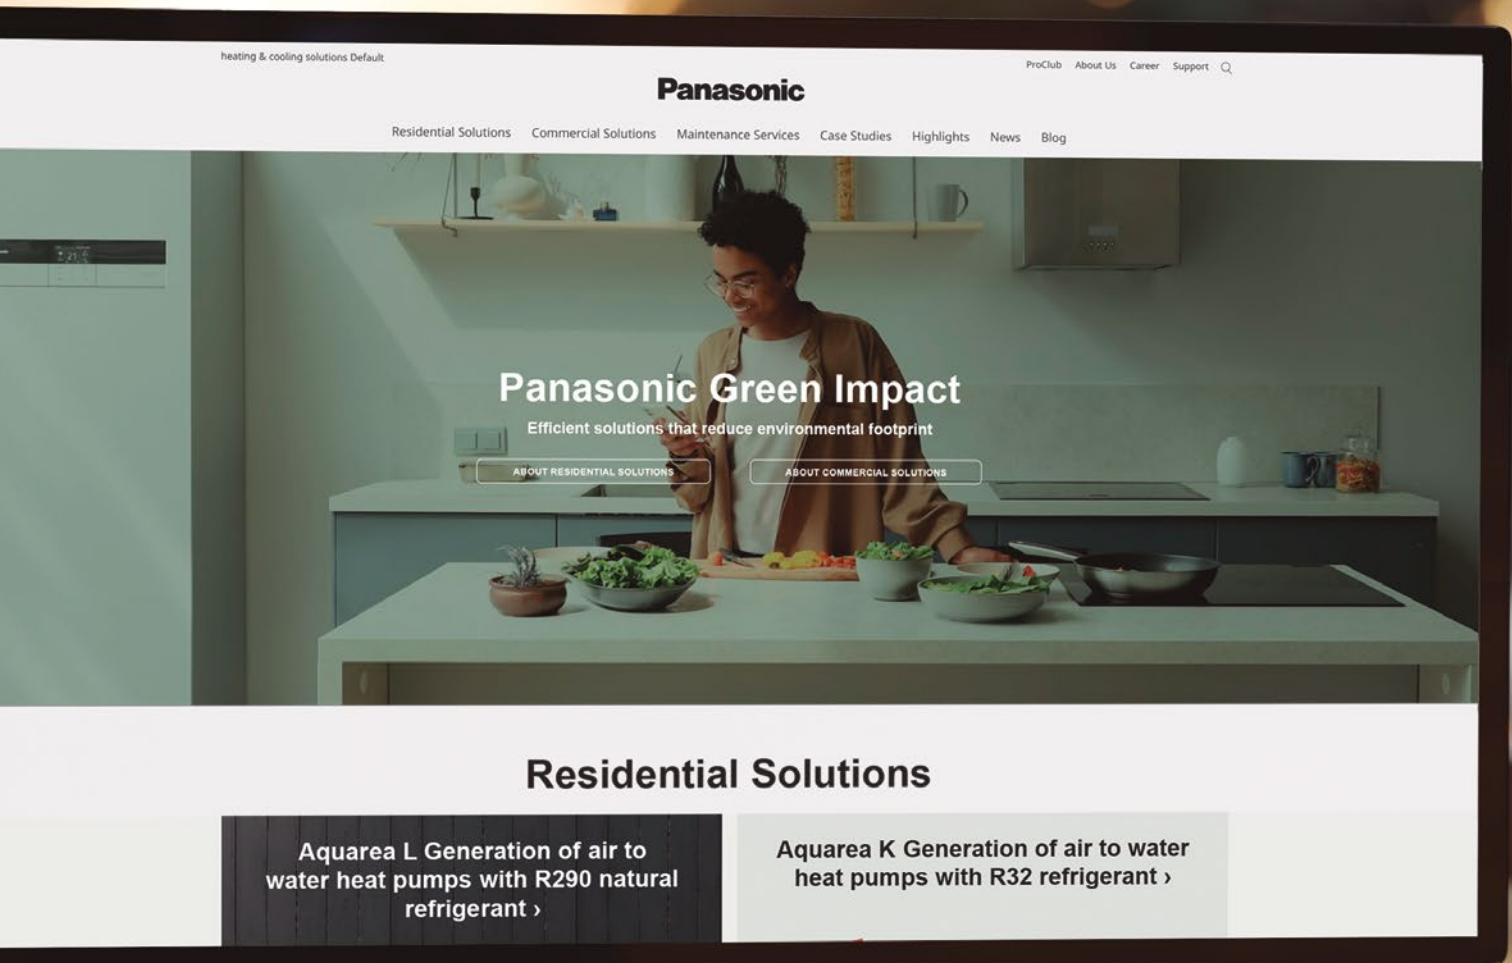 heating & cooling solutions Default
ProClub About Us Career Support
Panasonic
Residential Solutions Commercial Solutions Maintenance Services Case Studies Highlights News Blog
Panasonic Green Impact
Efficient solutions that reduce environmental footprint
ABOUT RESIDENTIAL SOLUTIONS
ABOUT COMMERCIAL SOLUTIONS
Residential Solutions
Aquarea L Generation of air to
water heat pumps with R290 natural
refrigerant ›
Aquarea K Generation of air to water
heat pumps with R32 refrigerant ›